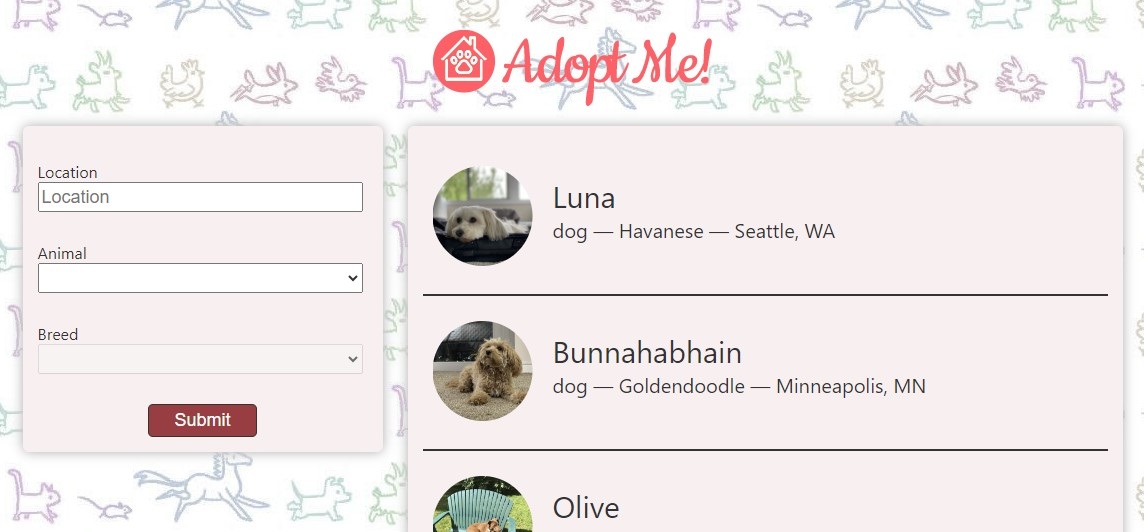 Adopt Me!
Location
Location
Animal
Breed
Submit
Luna
dog — Havanese — Seattle, WA
Bunnahabhain
dog — Goldendoodle — Minneapolis, MN
Olive